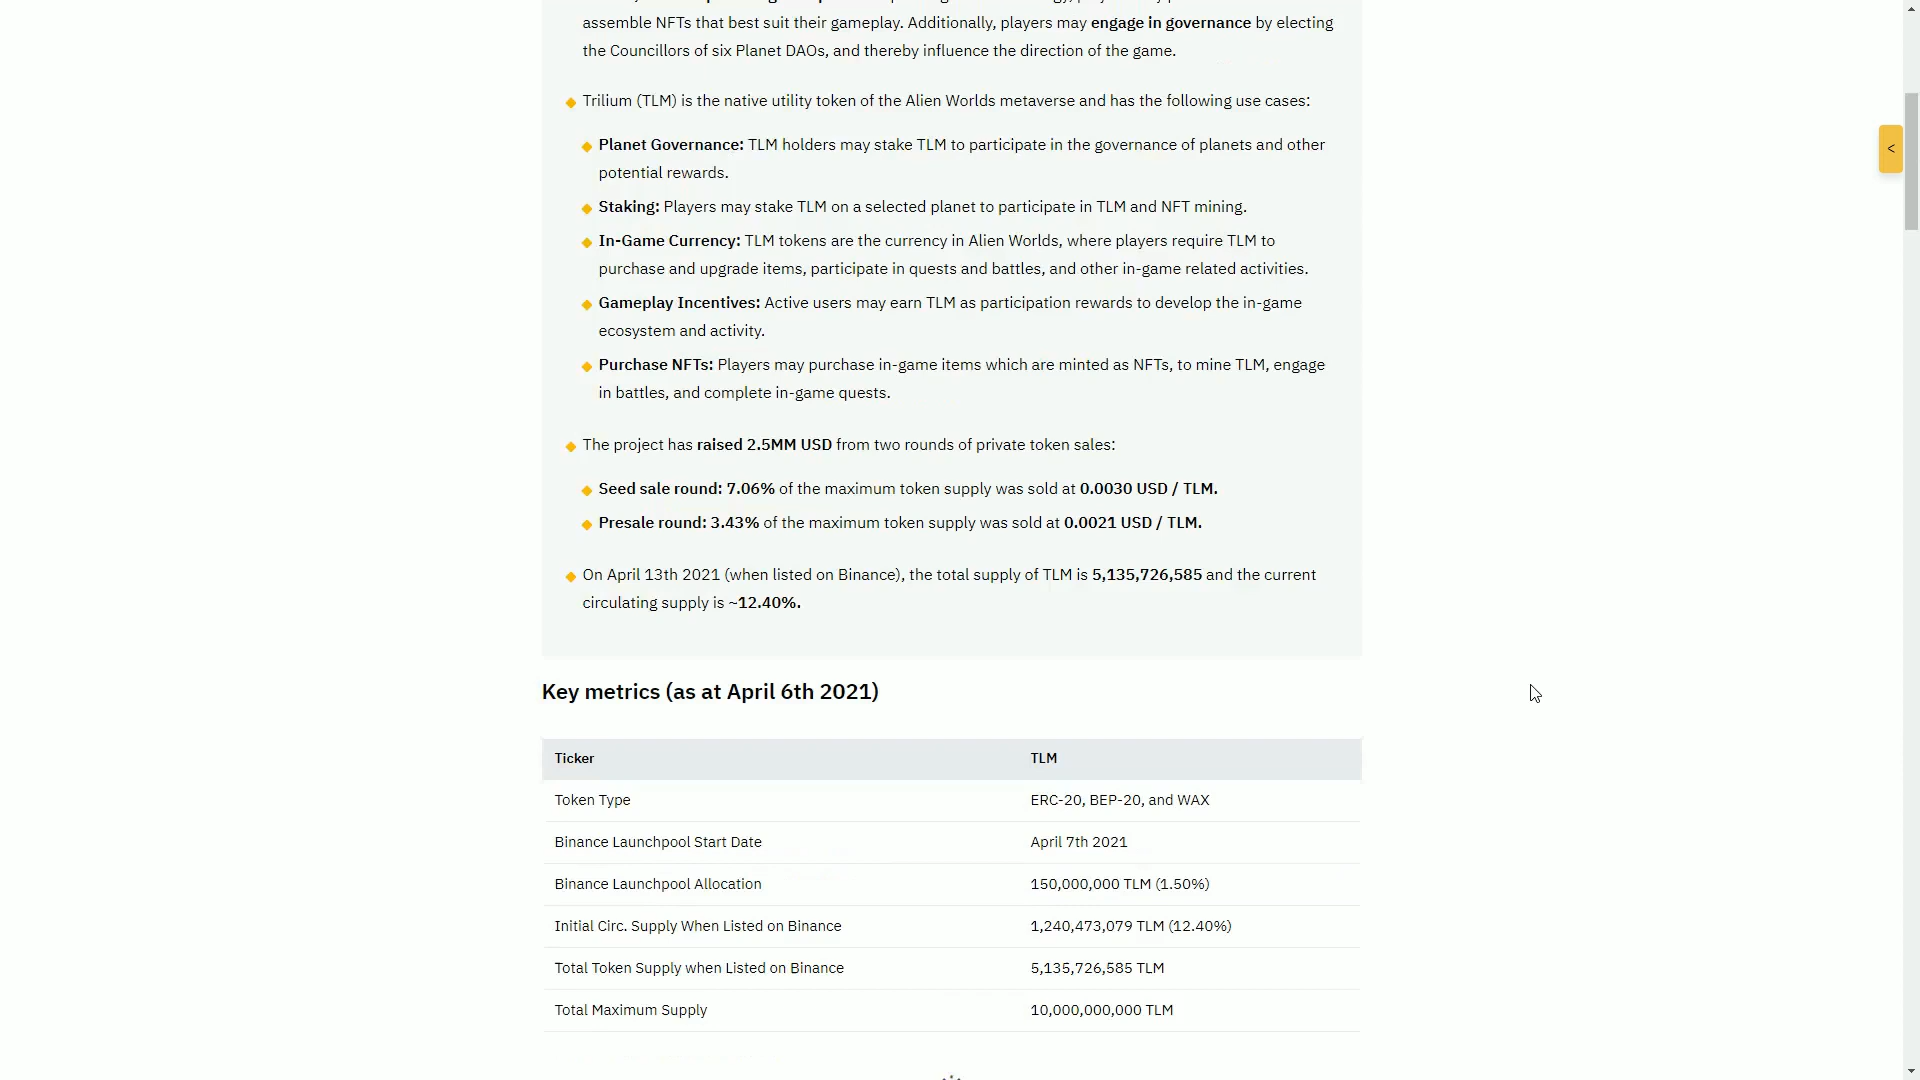 assemble NFTs that best suit their gameplay. Additionally, players may engage in governance by electing
the Councillors of six Planet DAOs, and thereby influence the direction of the game.
Trilium (TLM) is the native utility token of the Alien Worlds metaverse and has the following use cases:
Planet Governance: TLM holders may stake TLM to participate in the governance of planets and other
potential rewards.
Staking: Players may stake TLM on a selected planet to participate in TLM and NFT mining.
In-Game Currency: TLM tokens are the currency in Alien Worlds, where players require TLM to
purchase and upgrade items, participate in quests and battles, and other in-game related activities.
Gameplay Incentives: Active users may earn TLM as participation rewards to develop the in-game
ecosystem and activity.
Purchase NFTs: Players may purchase in-game items which are minted as NFTs, to mine TLM, engage
in battles, and complete in-game quests.
The project has raised 2.5MM USD from two rounds of private token sales:
Seed sale round: 7.06% of the maximum token supply was sold at 0.0030 USD / TLM.
Presale round: 3.43% of the maximum token supply was sold at 0.0021 USD / TLM.
On April 13th 2021 (when listed on Binance), the total supply of TLM is 5,135,726,585 and the current
circulating supply is ~12.40%.
Key metrics (as at April 6th 2021)
Ticker TLM
Token Type ERC-20, BEP-20, and WAX
Binance Launchpool Start Date April 7th 2021
Binance Launchpool Allocation 150,000,000 TLM (1.50%)
Initial Circ. Supply When Listed on Binance 1,240,473,079 TLM (12.40%)
Total Token Supply when Listed on Binance 5,135,726,585 TLM
Total Maximum Supply 10,000,000,000 TLM
<